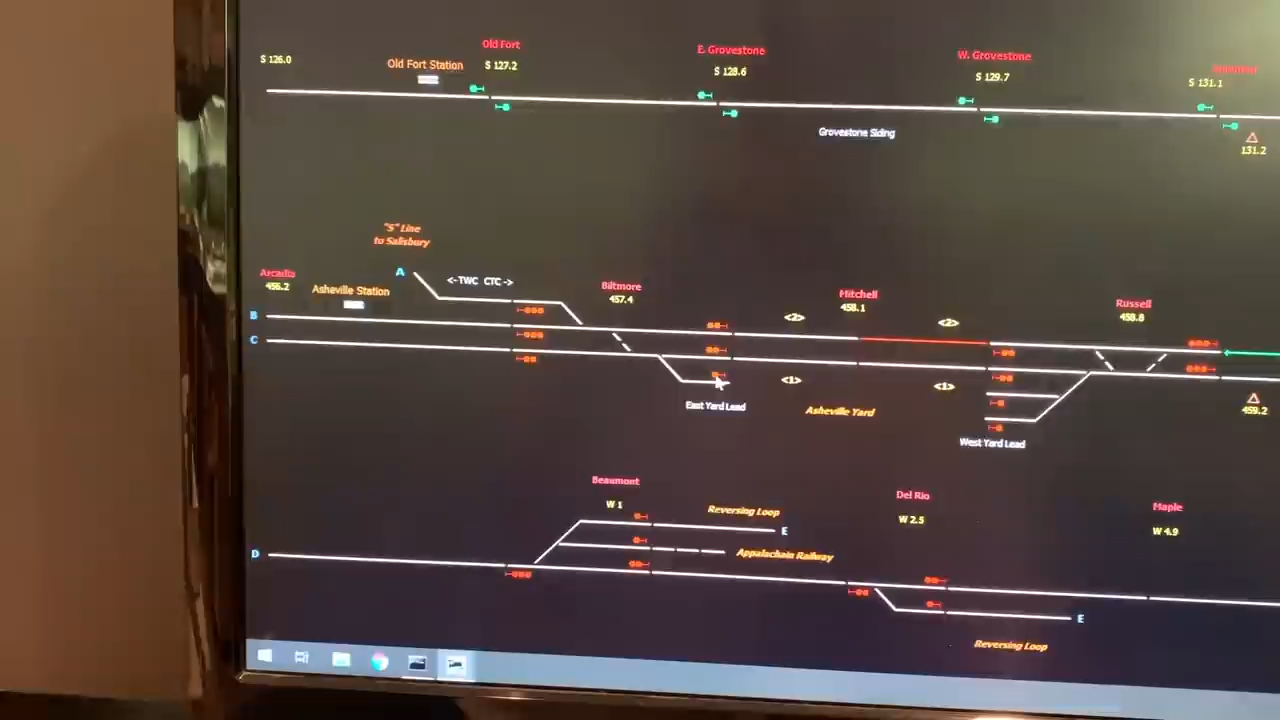 Old Fort
E. Grovestone
W. Grovestone
S 126.0
Old Fort Station
S 127.2
S 128.6
S 129.7
S 131.1
Grovestone Siding
131.2
"S" Line
to Salisbury
Arcadia
456.2
A
<-TWC CTC->
Asheville Station
Biltmore
457.4
Mitchell
458.1
Russell
458.8
B
<2>
<2>
C
<1>
<1>
East Yard Lead
Asheville Yard
459.2
West Yard Lead
Beaumont
W 1
Reversing Loop
E
Del Rio
W 2.5
Maple
W 4.9
D
Appalachain Railway
E
Reversing Loop